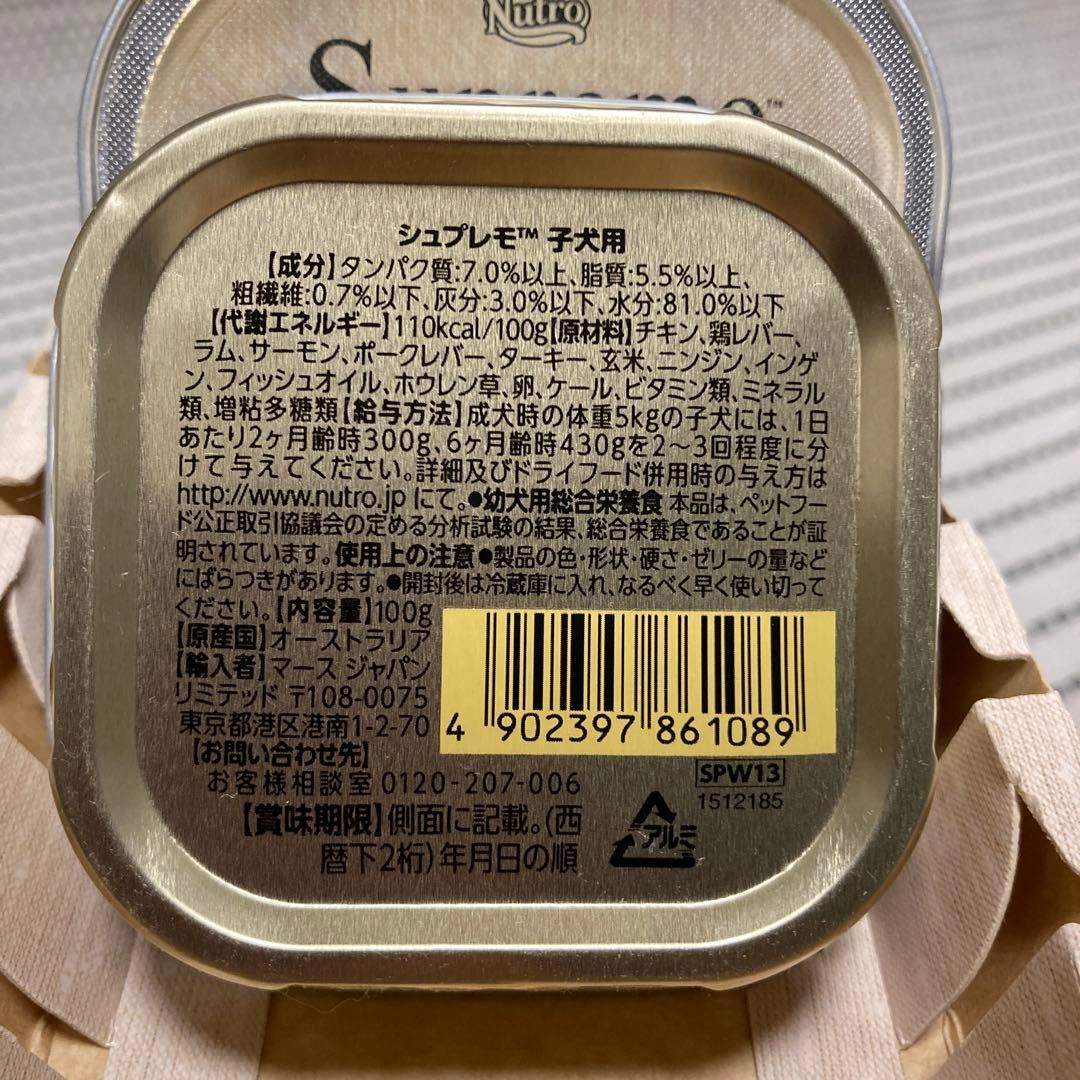 Nutro
Supremo™
シュプレモ™ 子犬用
【成分】タンパク質:7.0%以上、脂質:5.5%以上、
粗繊維:0.7%以下、灰分:3.0%以下、水分:81.0%以下
【代謝エネルギー】110kcal/100g【原材料】チキン、鶏レバー、
ラム、サーモン、ポークレバー、ターキー、玄米、ニンジン、インゲ
ン、フィッシュオイル、ホウレン草、卵、ケール、ビタミン類、ミネラル
類、増粘多糖類【給与方法】成犬時の体重5kgの子犬には、1日
あたり2ヶ月齢時300g、6ヶ月齢時430gを2〜3回程度に分
けて与えてください。詳細及びドライフード併用時の与え方は
http://www.nutro.jp にて。●幼犬用総合栄養食 本品は、ペットフー
ド公正取引協議会の定める分析試験の結果、総合栄養食であることが証
明されています。使用上の注意 ●製品の色・形状・硬さ・ゼリーの量など
にばらつきがあります。●開封後は冷蔵庫に入れ、なるべく早く使い切って
ください。【内容量】100g
【原産国】オーストラリア
【輸入者】マース ジャパン
リミテッド 〒108-0075
東京都港区港南1-2-70
【お問い合わせ先】
お客様相談室 0120-207-006
【賞味期限】側面に記載。(西
暦下2桁)年月日の順
4 902397 861089
SPW13
1512185
アルミ